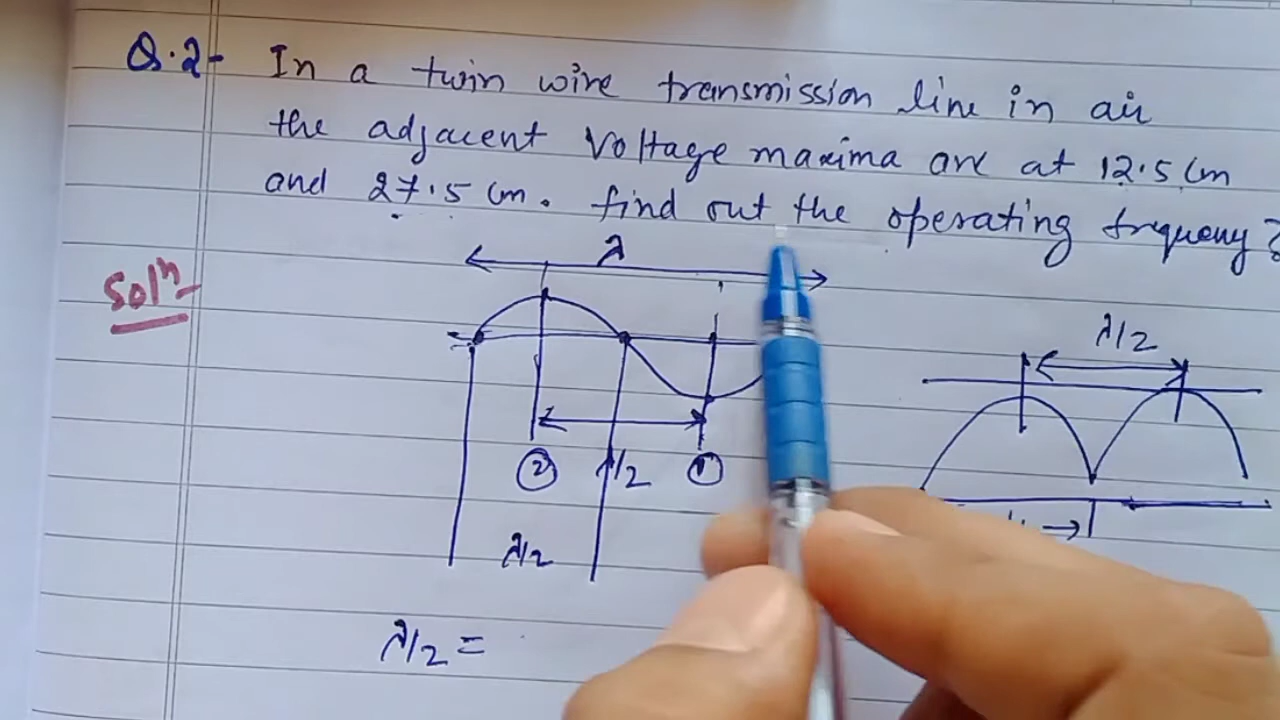 Q.2- In a twin wire transmission line in air
the adjacent Voltage maxima are at 12.5 cm
and 27.5 cm. find out the operating frequency?
Solⁿ-
λ
λ/2
② λ/2 ①
λ/2
λ/2 =